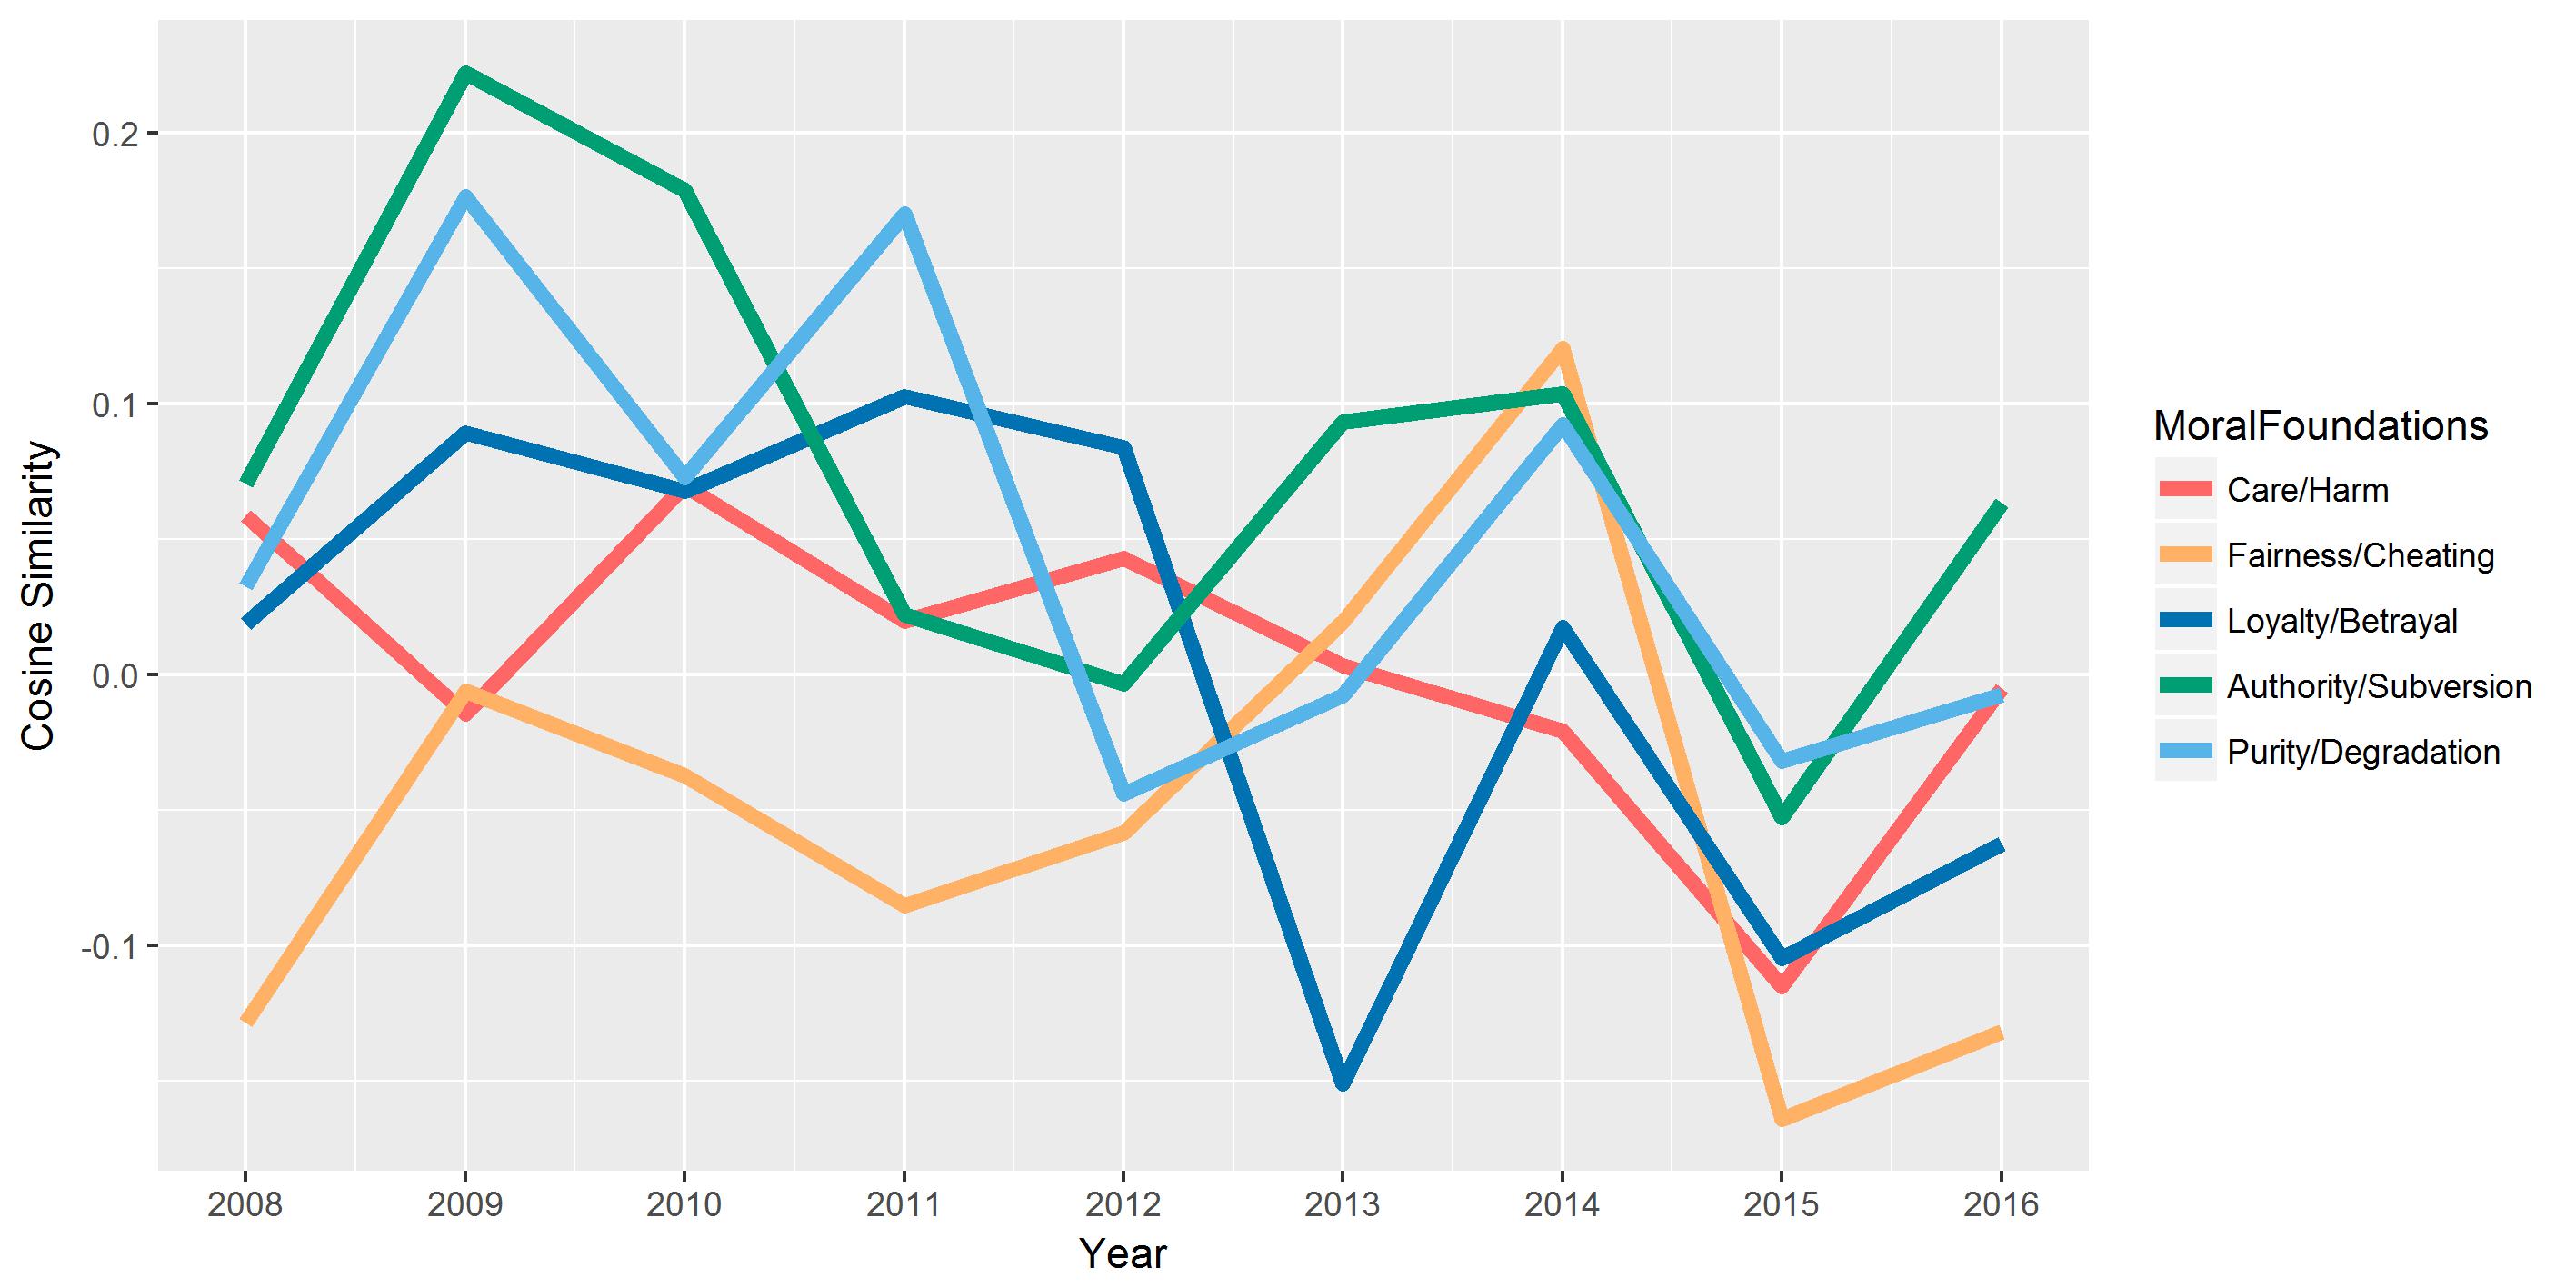 0.2
0.1
0.0
-0.1
Cosine Similarity
2008 2009 2010 2011 2012 2013 2014 2015 2016
Year
MoralFoundations
Care/Harm
Fairness/Cheating
Loyalty/Betrayal
Authority/Subversion
Purity/Degradation